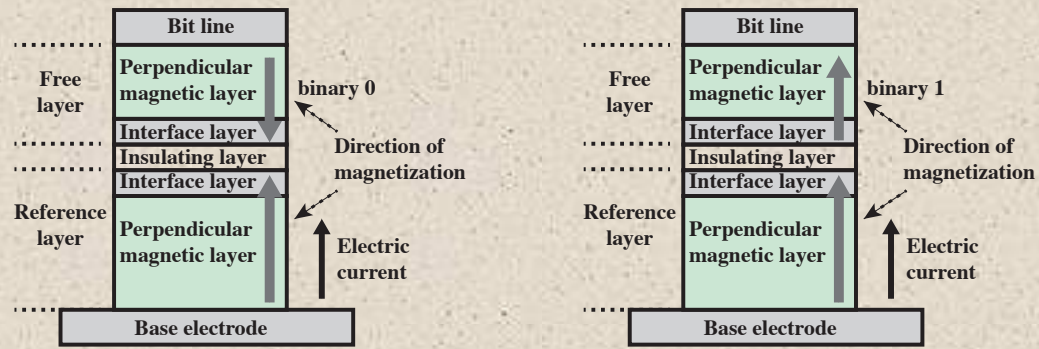 Bit line
Free
layer
Perpendicular
magnetic layer
binary 0
Interface layer
Insulating layer
Interface layer
Direction of
magnetization
Reference
layer
Perpendicular
magnetic layer
Electric
current
Base electrode
Bit line
Free
layer
Perpendicular
magnetic layer
binary 1
Interface layer
Insulating layer
Interface layer
Direction of
magnetization
Reference
layer
Perpendicular
magnetic layer
Electric
current
Base electrode